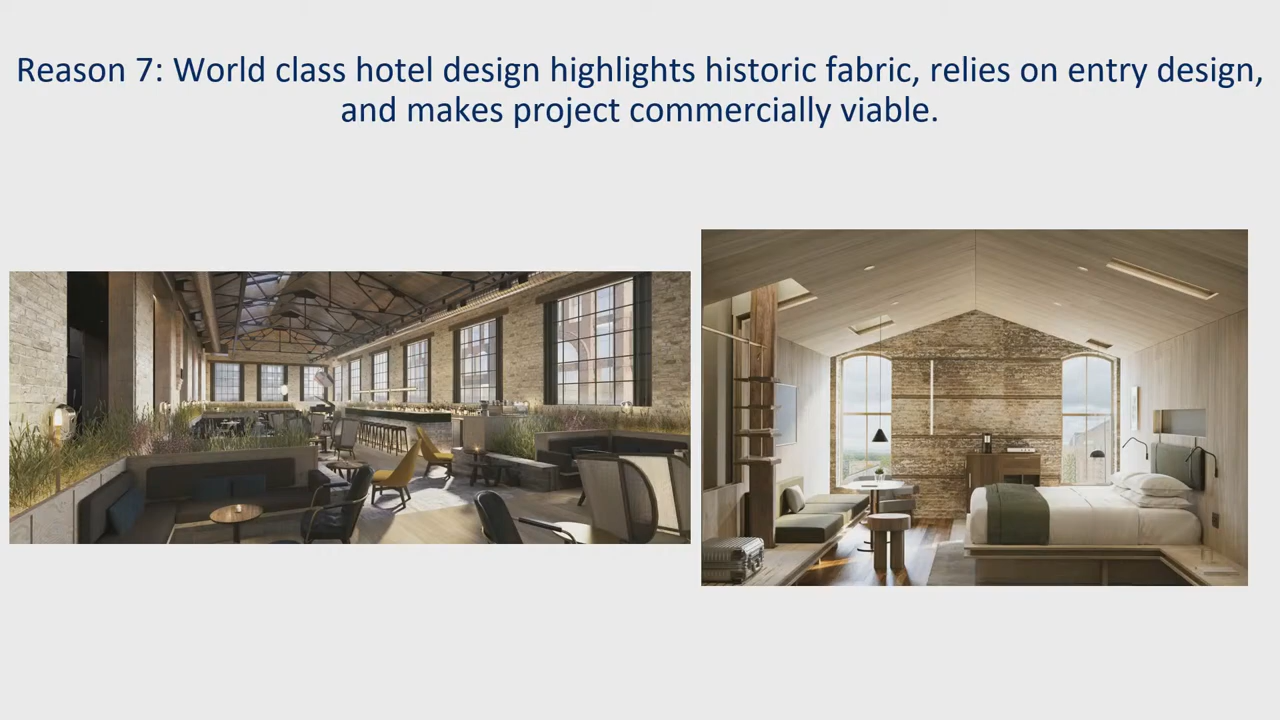 Reason 7: World class hotel design highlights historic fabric, relies on entry design,
and makes project commercially viable.